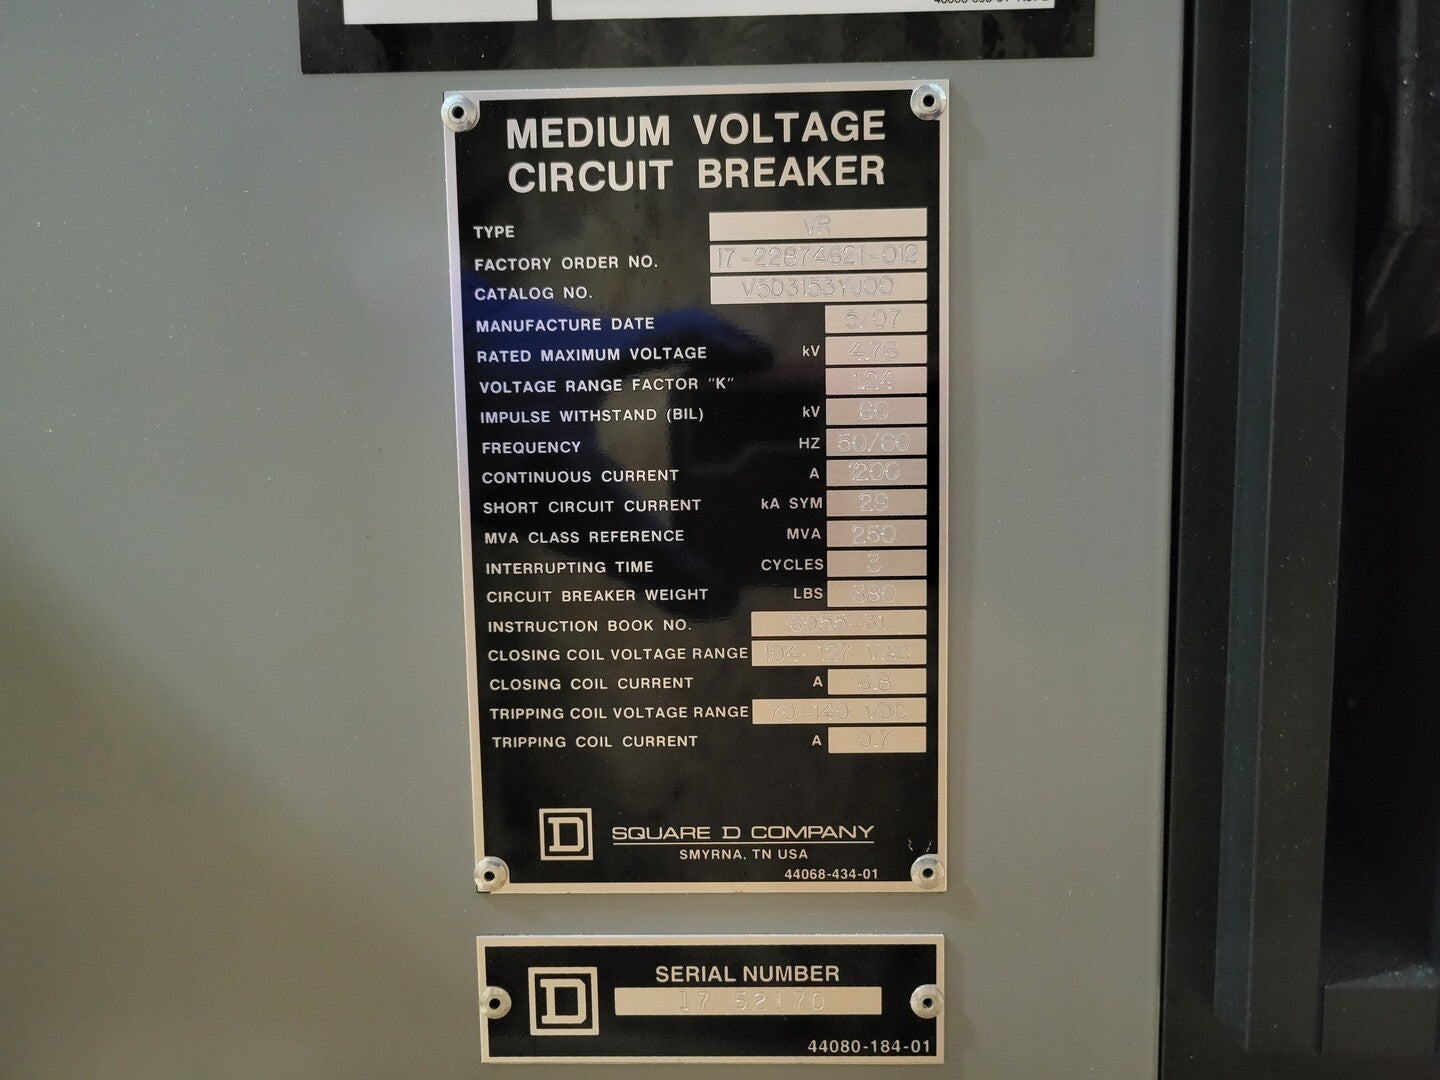 MEDIUM VOLTAGE
CIRCUIT BREAKER
TYPE VR
FACTORY ORDER NO. 17-22874621-012
CATALOG NO. V5D3153YJ00
MANUFACTURE DATE 5/07
RATED MAXIMUM VOLTAGE kV 4.76
VOLTAGE RANGE FACTOR "K" 1.24
IMPULSE WITHSTAND (BIL) kV 60
FREQUENCY HZ 50/60
CONTINUOUS CURRENT A 1200
SHORT CIRCUIT CURRENT kA SYM 29
MVA CLASS REFERENCE MVA 250
INTERRUPTING TIME CYCLES 3
CIRCUIT BREAKER WEIGHT LBS 380
INSTRUCTION BOOK NO. 6055-31
CLOSING COIL VOLTAGE RANGE 104-127 VAC
CLOSING COIL CURRENT A
TRIPPING COIL VOLTAGE RANGE 70-140 VDC
TRIPPING COIL CURRENT A 0.7
D SQUARE D COMPANY
SMYRNA, TN USA
44068-434-01
D SERIAL NUMBER
17 52170
44080-184-01